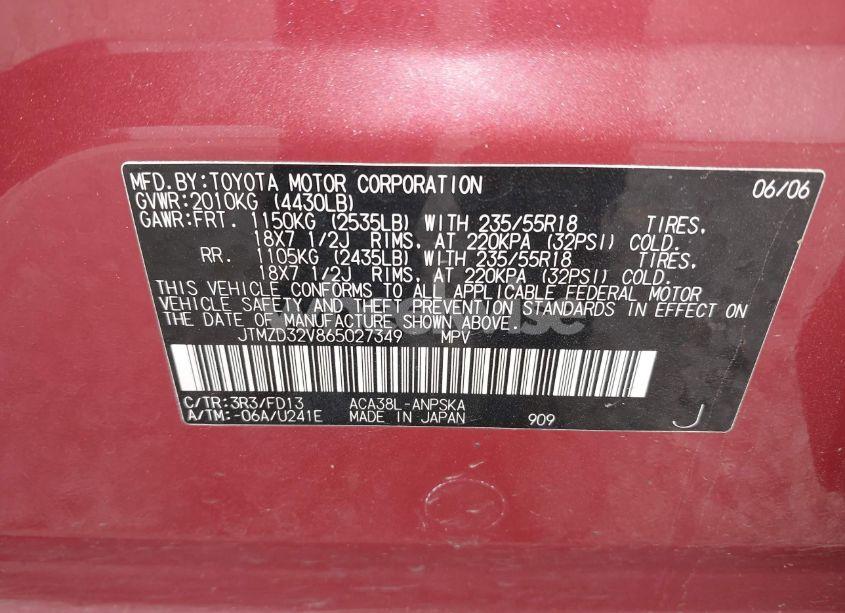 MFD.BY:TOYOTA MOTOR CORPORATION 06/06
GVWR:2010KG (4430LB)
GAWR:FRT. 1150KG (2535LB) WITH 235/55R18 TIRES,
18X7 1/2J RIMS, AT 220KPA (32PSI) COLD.
RR. 1105KG (2435LB) WITH 235/55R18 TIRES,
18X7 1/2J RIMS, AT 220KPA (32PSI) COLD.
THIS VEHICLE CONFORMS TO ALL APPLICABLE FEDERAL MOTOR
VEHICLE SAFETY AND THEFT PREVENTION STANDARDS IN EFFECT ON
THE DATE OF MANUFACTURE SHOWN ABOVE.
JTMZD32V865027349 MPV
C/TR:3R3/FD13 ACA38L-ANPSKA
A/TM:-06A/U241E MADE IN JAPAN 909 J